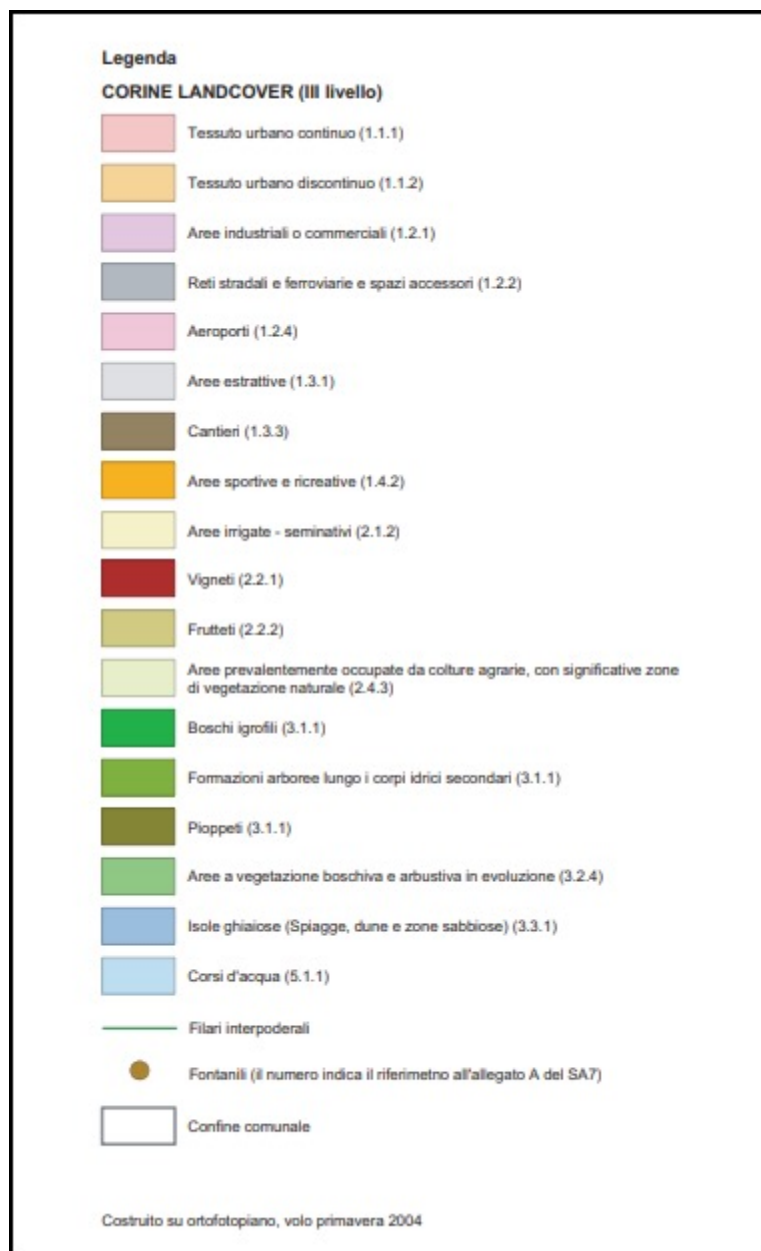 Legenda
CORINE LANDCOVER (III livello)
Tessuto urbano continuo (1.1.1)
Tessuto urbano discontinuo (1.1.2)
Aree industriali o commerciali (1.2.1)
Reti stradali e ferroviarie e spazi accessori (1.2.2)
Aeroporti (1.2.4)
Aree estrattive (1.3.1)
Cantieri (1.3.3)
Aree sportive e ricreative (1.4.2)
Aree irrigate - seminativi (2.1.2)
Vigneti (2.2.1)
Frutteti (2.2.2)
Aree prevalentemente occupate da colture agrarie, con significative zone
di vegetazione naturale (2.4.3)
Boschi igrofili (3.1.1)
Formazioni arboree lungo i corpi idrici secondari (3.1.1)
Pioppeti (3.1.1)
Aree a vegetazione boschiva e arbustiva in evoluzione (3.2.4)
Isole ghiaiose (Spiagge, dune e zone sabbiose) (3.3.1)
Corsi d'acqua (5.1.1)
Filari interpoderali
Fontanili (il numero indica il riferimetno all'allegato A del SA7)
Confine comunale
Costruito su ortofotopiano, volo primavera 2004